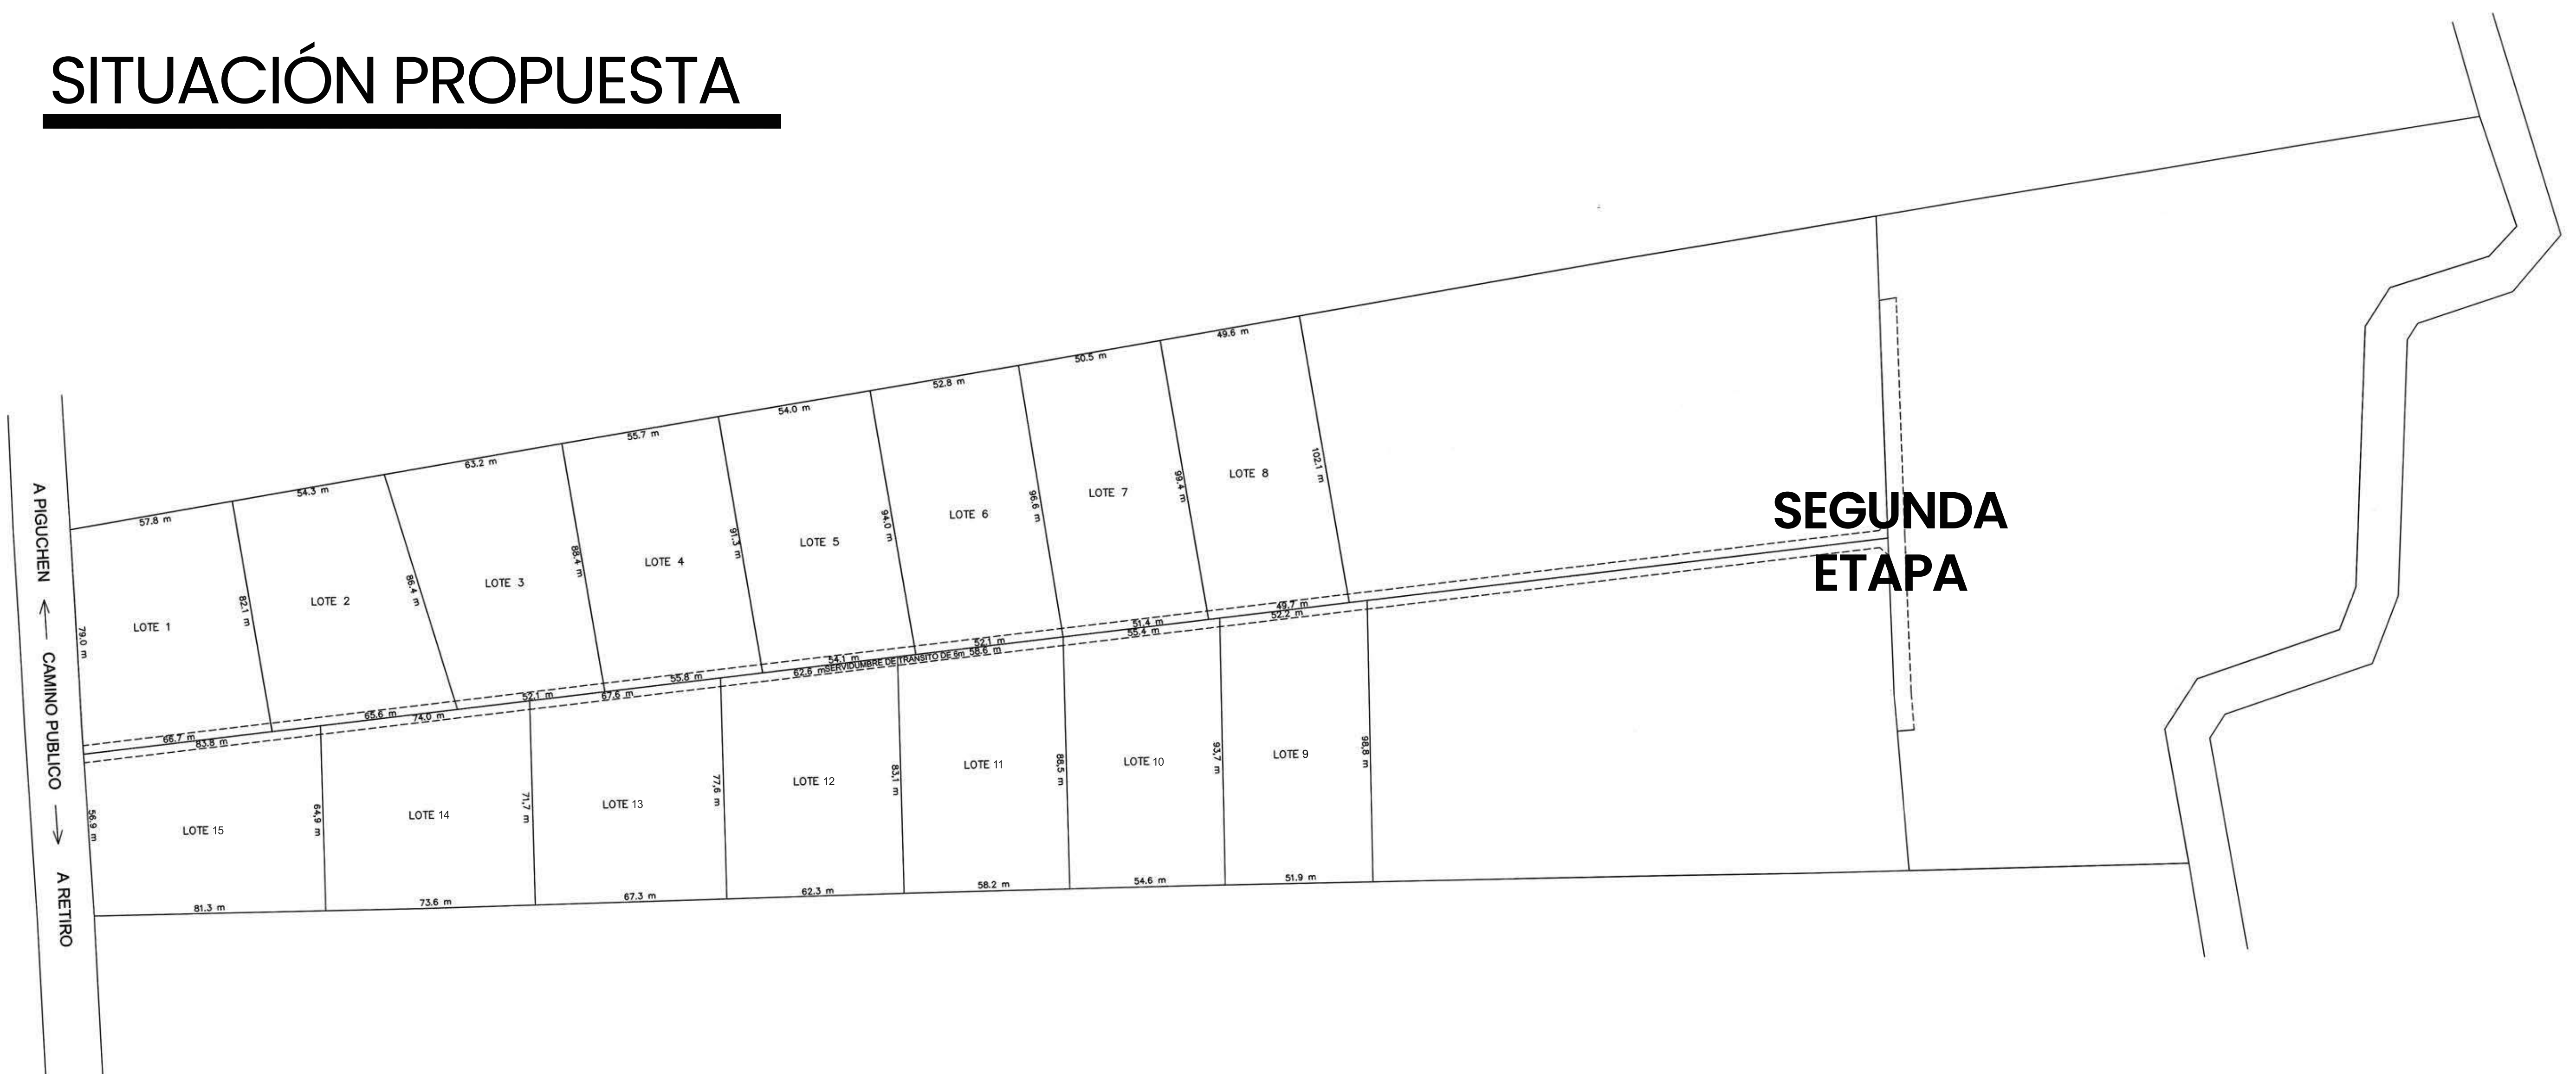 SITUACIÓN PROPUESTA
A PIGUCHEN
CAMINO PUBLICO
A RETIRO
57.8 m
54.3 m
63.2 m
55.7 m
54.0 m
52.8 m
50.5 m
49.6 m
79.0 m
LOTE 1
82.1 m
LOTE 2
86.4 m
LOTE 3
88.4 m
LOTE 4
91.3 m
LOTE 5
94.0 m
LOTE 6
96.6 m
LOTE 7
99.4 m
LOTE 8
102.1 m
SEGUNDA
ETAPA
66.7 m
65.6 m
52.1 m
55.8 m
54.1 m
52.1 m
51.4 m
49.7 m
83.8 m
74.0 m
67.6 m
62.6 m
SERVIDUMBRE DE TRANSITO DE 6m
58.6 m
55.4 m
52.2 m
56.9 m
LOTE 15
64,9 m
LOTE 14
71,7 m
LOTE 13
77,6 m
LOTE 12
83,1 m
LOTE 11
88,5 m
LOTE 10
93,7 m
LOTE 9
98,8 m
81.3 m
73.6 m
67.3 m
62.3 m
58.2 m
54.6 m
51.9 m